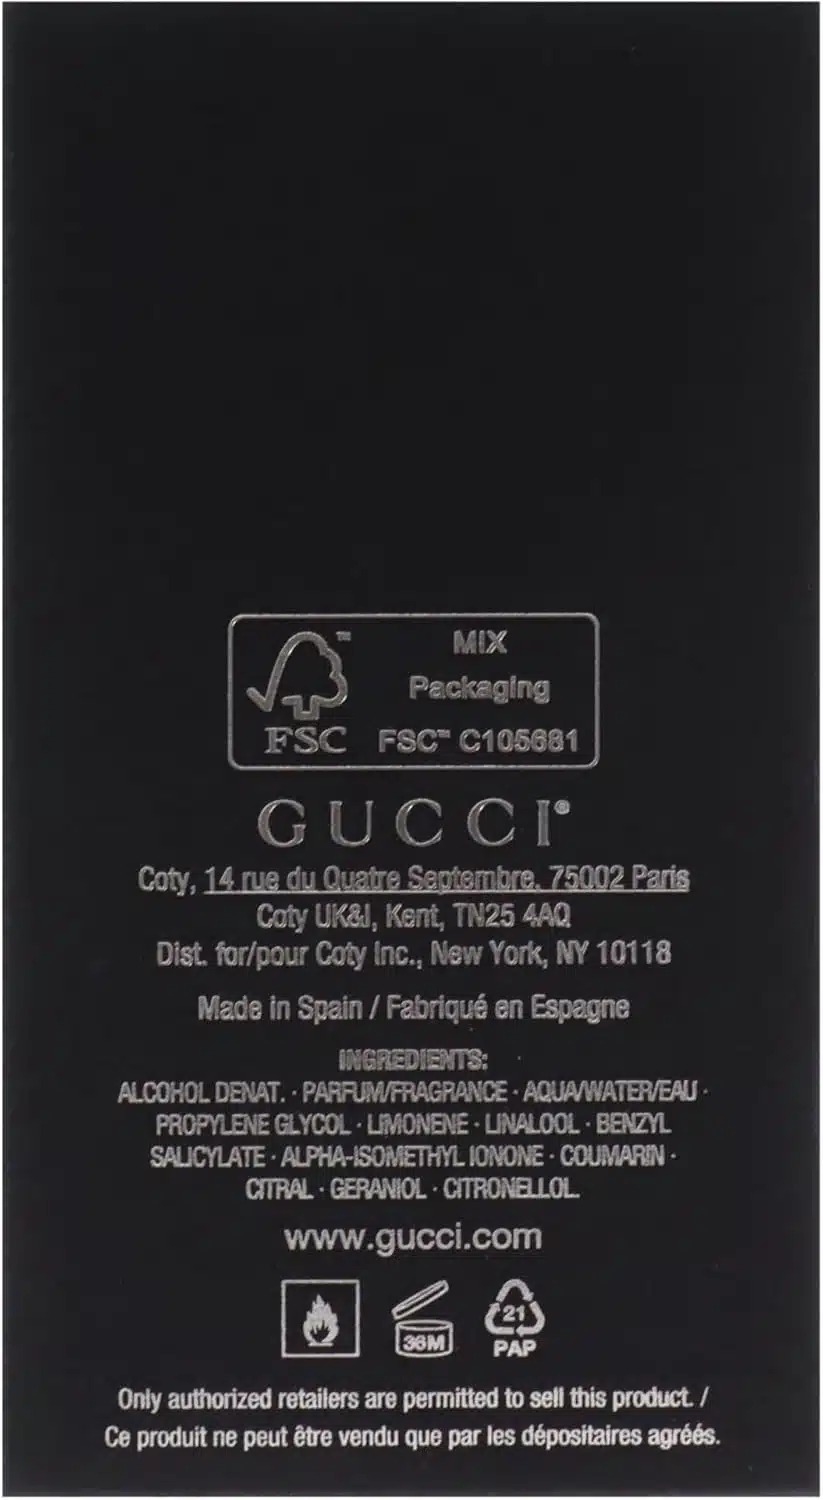 MIX
Packaging
FSC™ FSC™ C105681
GUCCI®
Coty, 14 rue du Quatre Septembre, 75002 Paris
Coty UK&I, Kent, TN25 4AQ
Dist. for/pour Coty Inc., New York, NY 10118
Made in Spain / Fabriqué en Espagne
INGREDIENTS:
ALCOHOL DENAT. · PARFUM/FRAGRANCE · AQUA/WATER/EAU ·
PROPYLENE GLYCOL · LIMONENE · LINALOOL · BENZYL
SALICYLATE · ALPHA-ISOMETHYL IONONE · COUMARIN ·
CITRAL · GERANIOL · CITRONELLOL.
www.gucci.com
36M 21
PAP
Only authorized retailers are permitted to sell this product. /
Ce produit ne peut être vendu que par les dépositaires agréés.